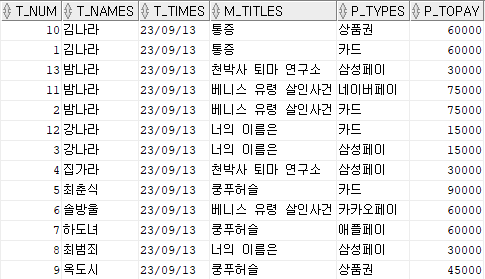 T_NUM T_NAMES T_TIMES M_TITLES P_TYPES P_TOPAY
10 김나라 23/09/13 통증 상품권 60000
1 김나라 23/09/13 통증 카드 60000
13 밤나라 23/09/13 천박사 퇴마 연구소 삼성페이 30000
11 밤나라 23/09/13 베니스 유령 살인사건 네이버페이 75000
2 밤나라 23/09/13 베니스 유령 살인사건 카드 75000
12 강나라 23/09/13 너의 이름은 카드 15000
3 강나라 23/09/13 너의 이름은 삼성페이 15000
4 집가라 23/09/13 천박사 퇴마 연구소 삼성페이 30000
5 최춘식 23/09/13 쿵푸허슬 카드 90000
6 솔방울 23/09/13 베니스 유령 살인사건 카카오페이 60000
7 하도녀 23/09/13 쿵푸허슬 애플페이 60000
8 최범죄 23/09/13 너의 이름은 삼성페이 30000
9 옥도시 23/09/13 쿵푸허슬 상품권 45000